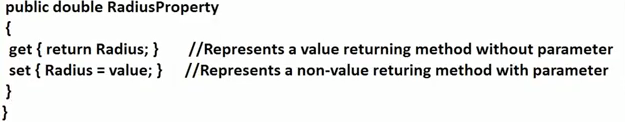 public double RadiusProperty
{
get { return Radius; } //Represents a value returning method without parameter
set { Radius = value; } //Represents a non-value returing method with parameter
}
}